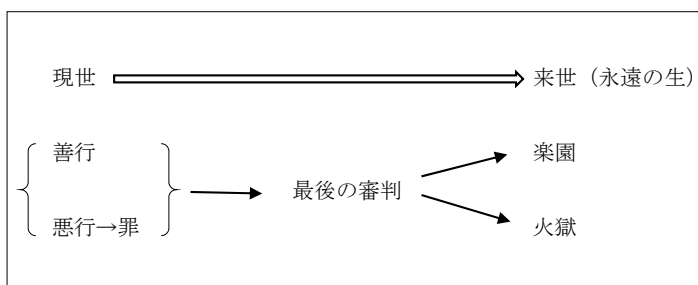 現世 来世（永遠の生）
善行 楽園
最後の審判
悪行→罪 火獄